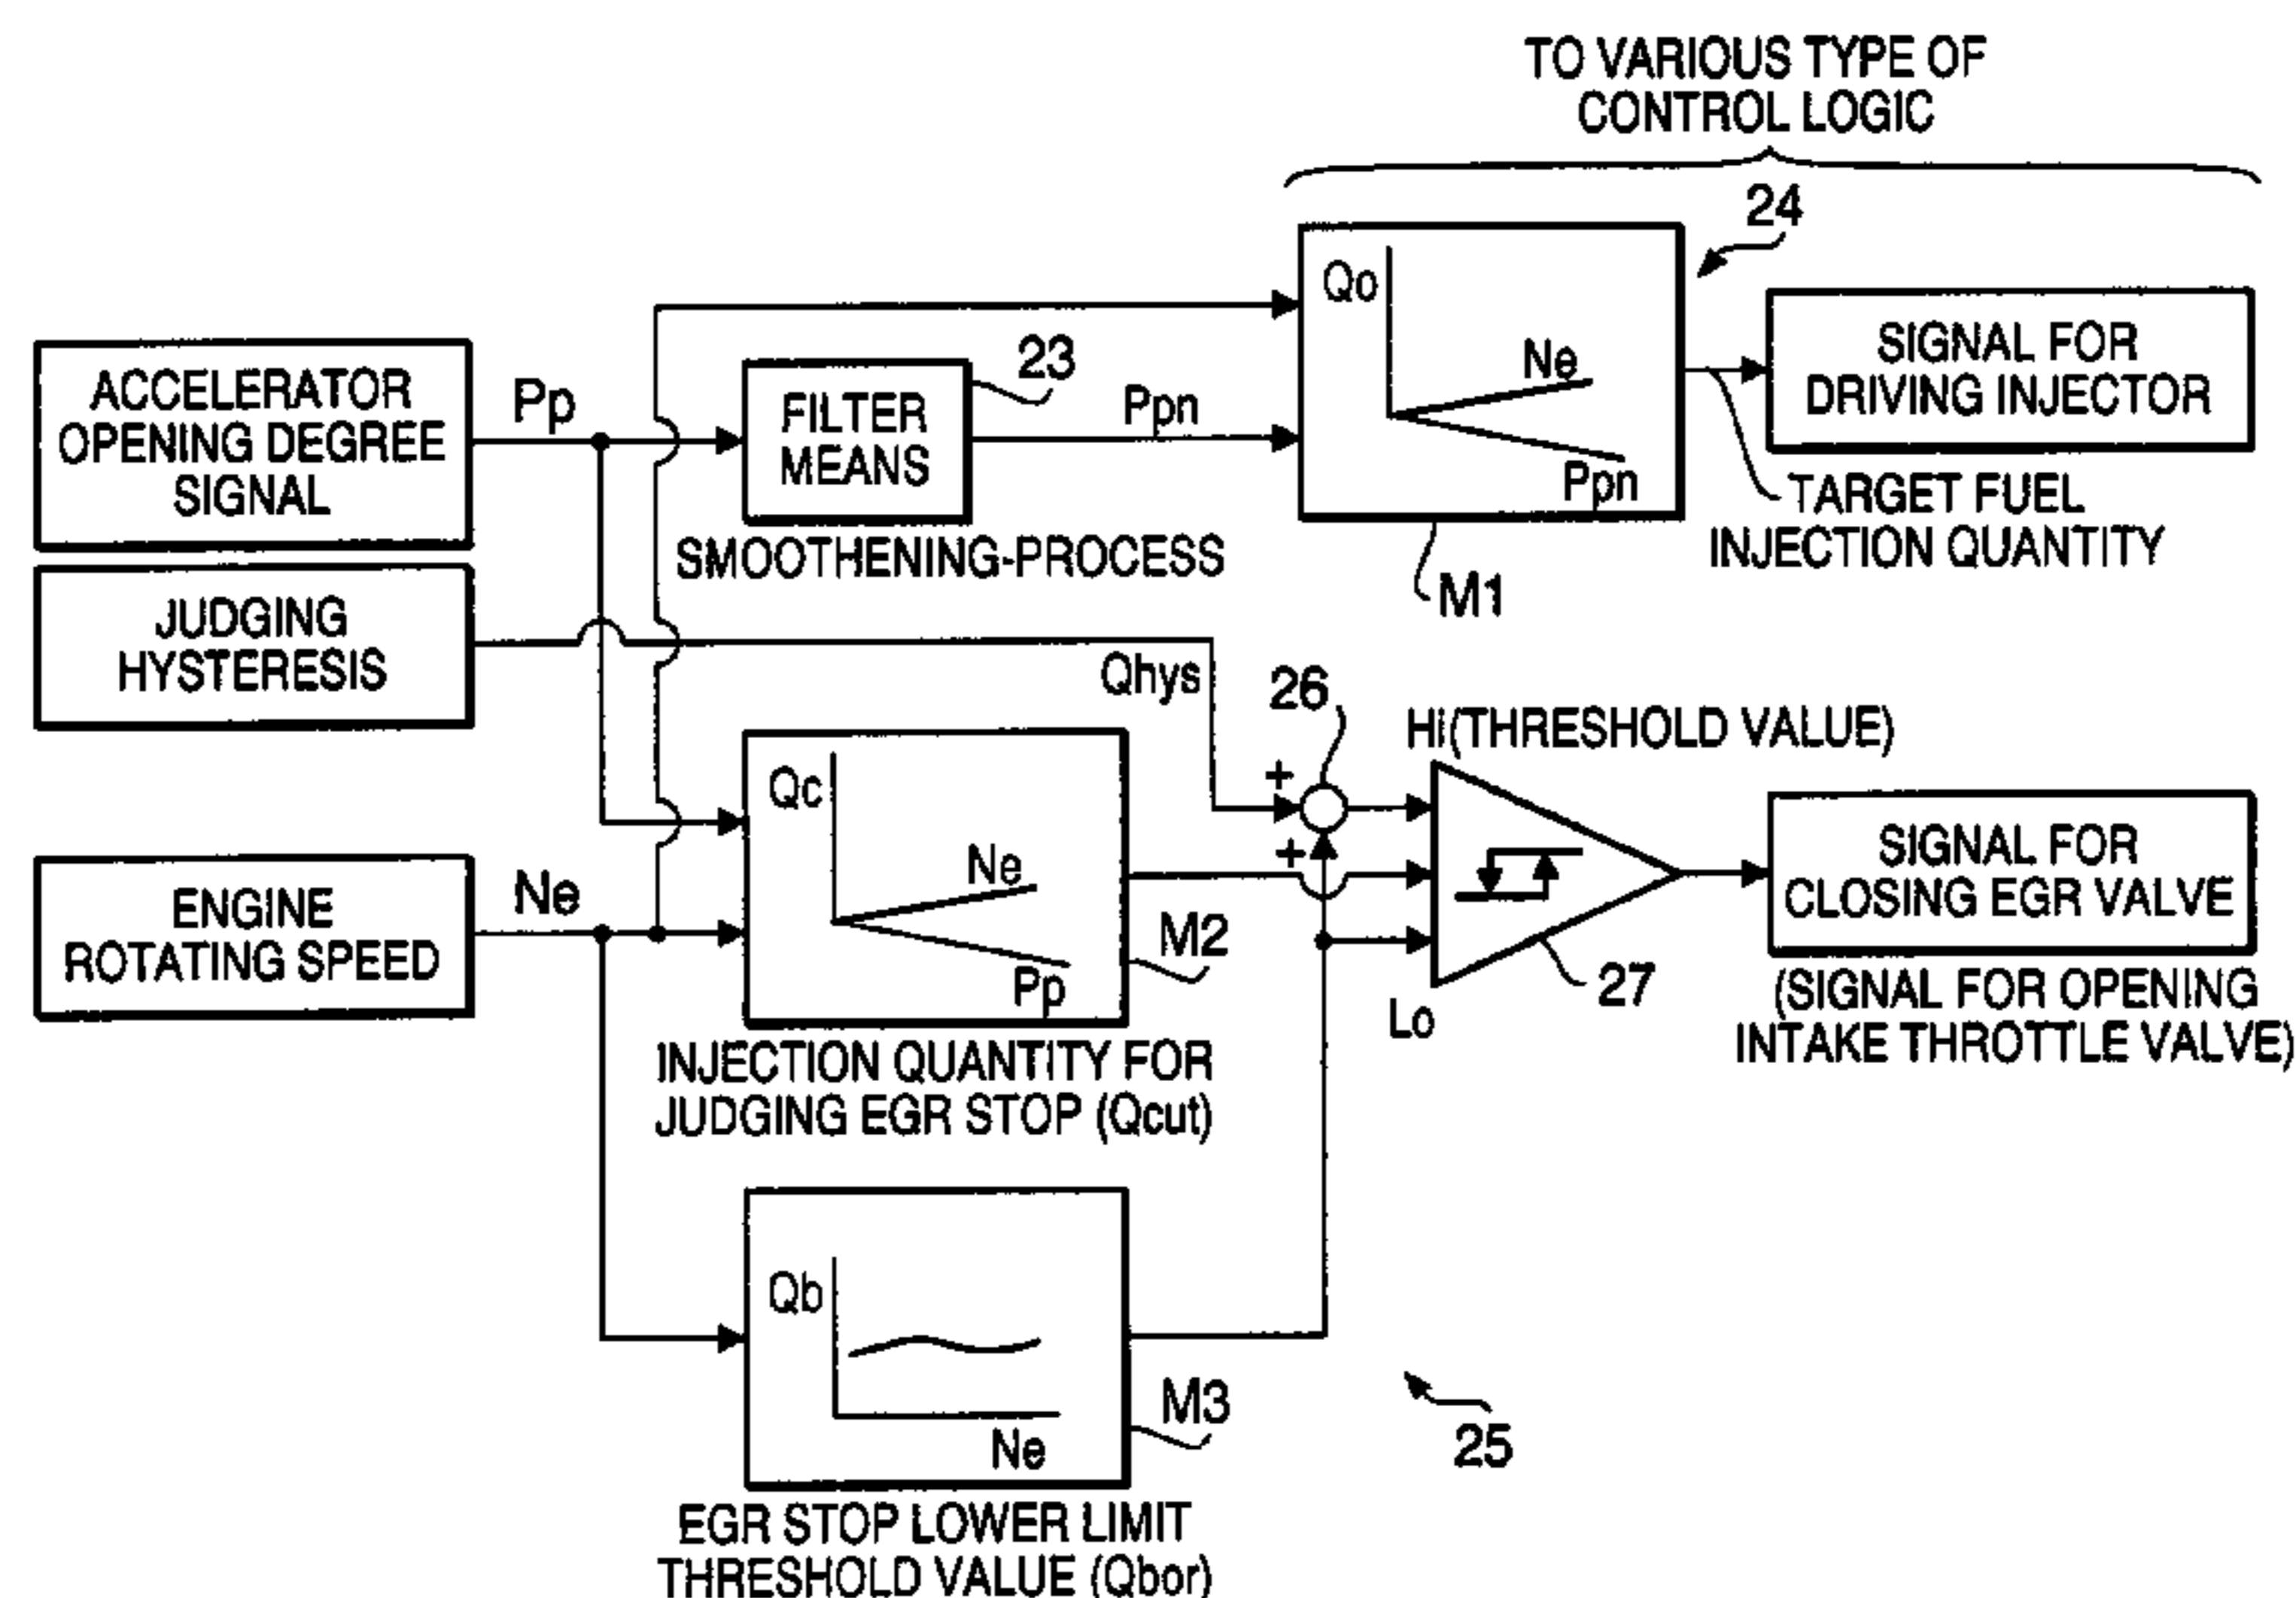 TO VARIOUS TYPE OF
CONTROL LOGIC
24
Qo
Ne
Ppn
M1
SIGNAL FOR
DRIVING INJECTOR
TARGET FUEL
INJECTION QUANTITY
ACCELERATOR
OPENING DEGREE
SIGNAL
Pp
23
FILTER
MEANS
Ppn
SMOOTHENING-PROCESS
JUDGING
HYSTERESIS
Qhys
26
+
+
Hi(THRESHOLD VALUE)
Lo
27
SIGNAL FOR
CLOSING EGR VALVE
(SIGNAL FOR OPENING
INTAKE THROTTLE VALVE)
ENGINE
ROTATING SPEED
Ne
Qc
Ne
Pp
M2
INJECTION QUANTITY FOR
JUDGING EGR STOP (Qcut)
Qb
Ne
M3
25
EGR STOP LOWER LIMIT
THRESHOLD VALUE (Qbor)